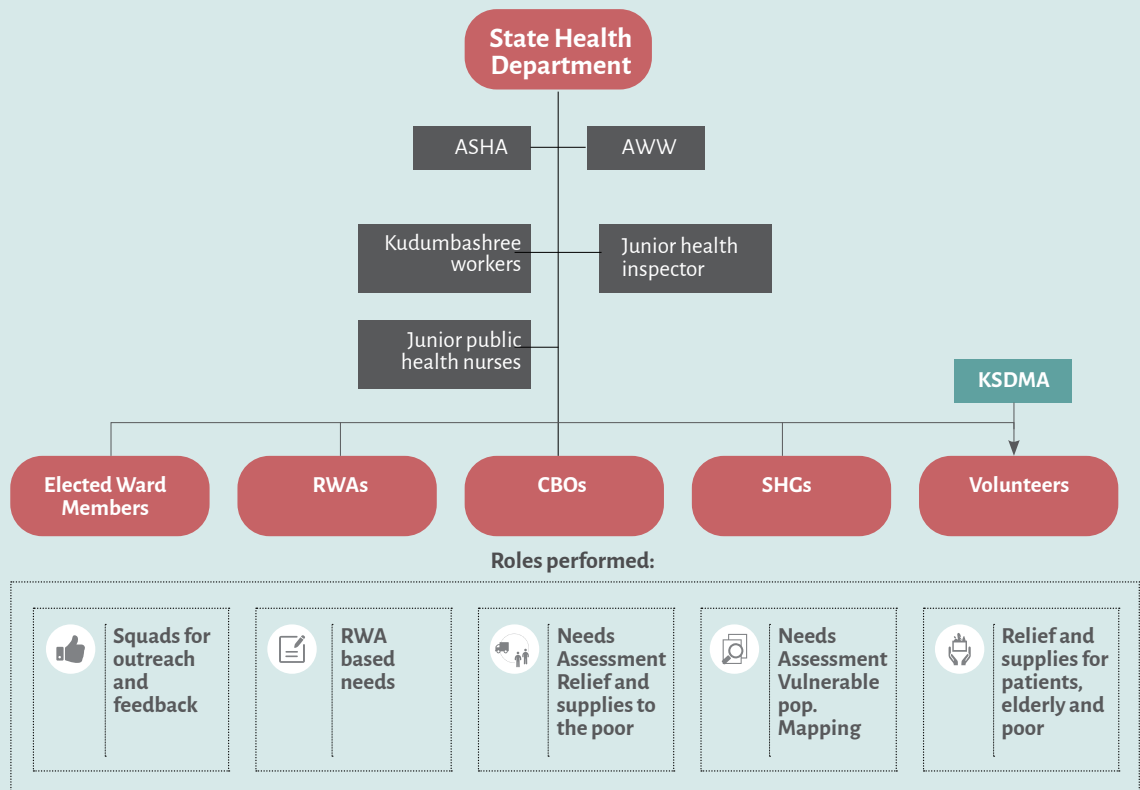 State Health
Department
ASHA
AWW
Kudumbashree
workers
Junior health
inspector
Junior public
health nurses
KSDMA
Elected Ward
Members
RWAs
CBOs
SHGs
Volunteers
Roles performed:
Squads for
outreach
and
feedback
RWA
based
needs
Needs
Assessment
Relief and
supplies to
the poor
Needs
Assessment
Vulnerable
pop.
Mapping
Relief and
supplies for
patients,
elderly and
poor